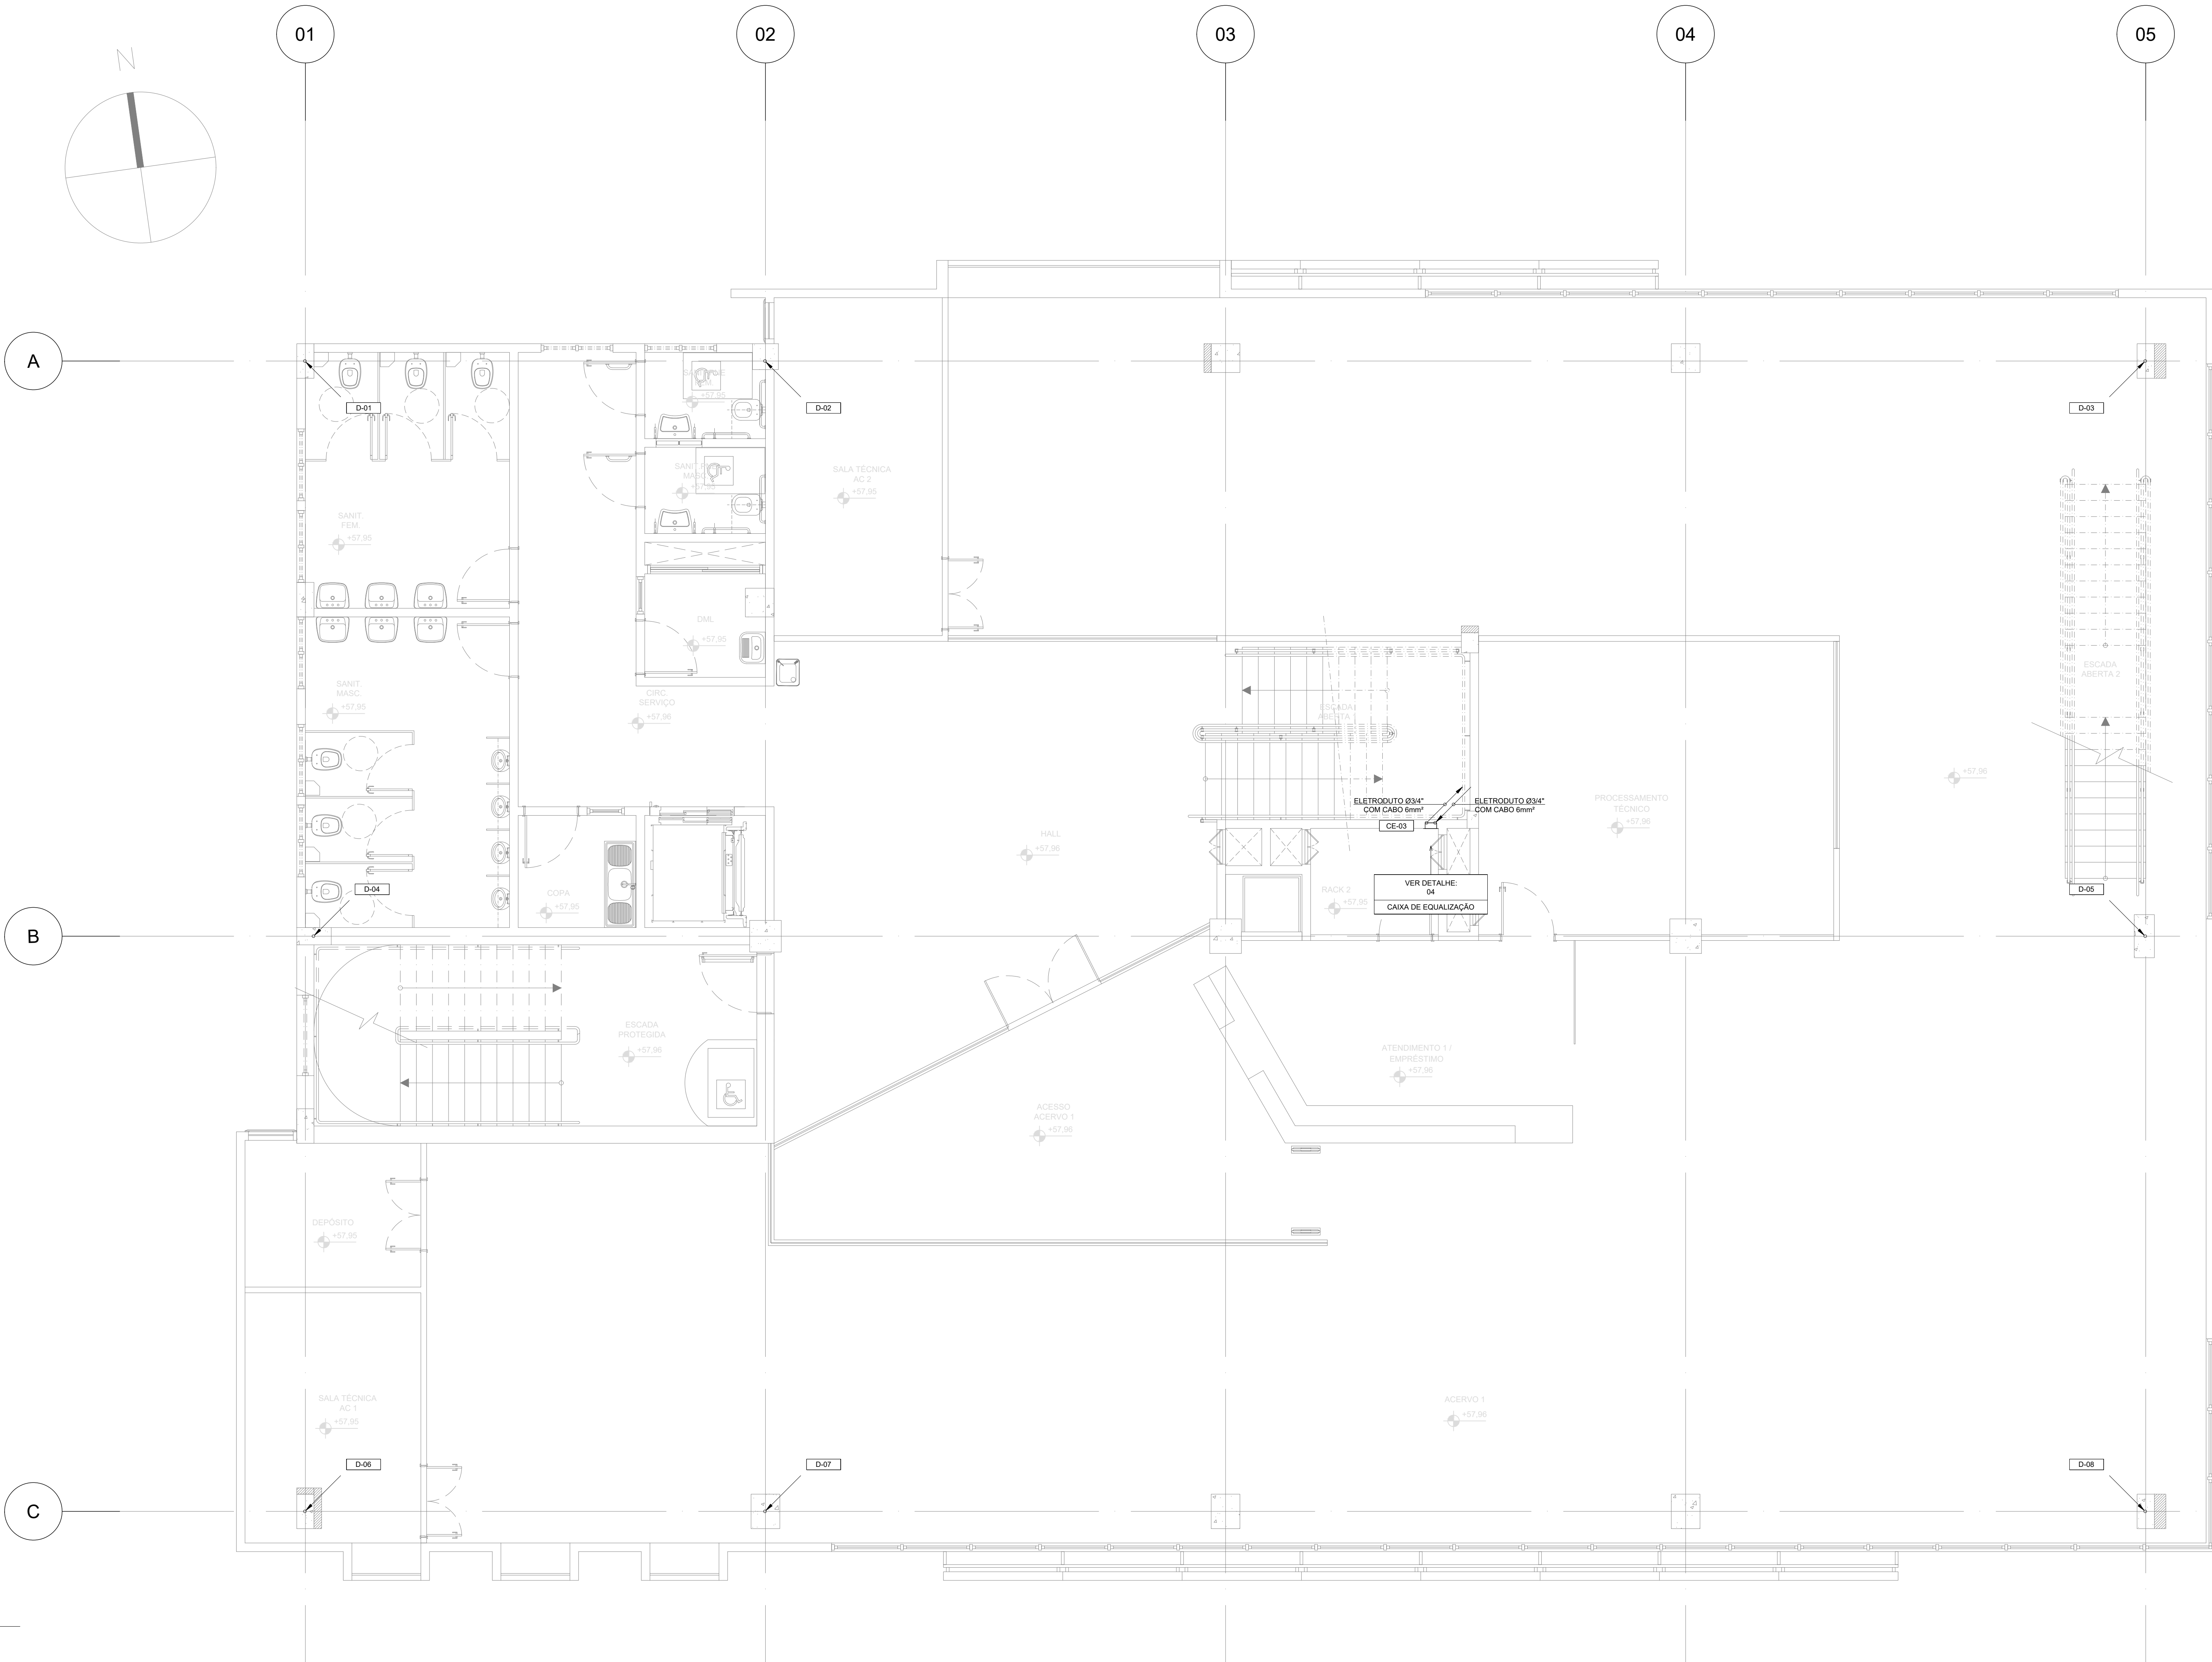 01
02
03
04
05
N
A
D-01
D-02
D-03
+57,95
SALA TÉCNICA
AC 2
+57,95
SANIT.
FEM.
+57,95
DML
+57,95
SANIT.
MASC.
+57,95
CIRC.
SERVIÇO
+57,96
ESCADA
ESCADA
ABERTA 2
+57,96
PROCESSAMENTO
TÉCNICO
+57,96
ELETRODUTO Ø3/4"
COM CABO 6mm²
ELETRODUTO Ø3/4"
COM CABO 6mm²
CE-03
HALL
+57,96
D-04
COPA
+57,95
RACK 2
+57,95
VER DETALHE:
04
CAIXA DE EQUALIZAÇÃO
D-05
B
ESCADA
PROTEGIDA
+57,96
ATENDIMENTO 1 /
EMPRÉSTIMO
+57,96
ACESSO
ACERVO 1
+57,96
DEPÓSITO
+57,95
SALA TÉCNICA
AC 1
+57,95
ACERVO 1
+57,96
D-06
D-07
D-08
C